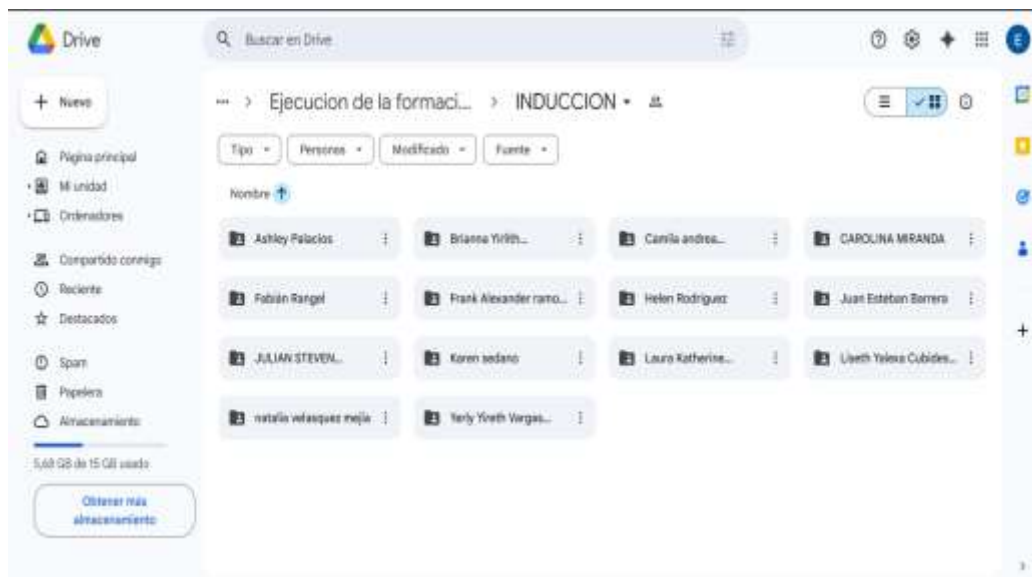 Drive
Buscar en Drive
E
+ Nuevo
Página principal
Mi unidad
Ordenadores
Compartido conmigo
Reciente
Destacados
Spam
Papelera
Almacenamiento
5,68 GB de 15 GB usado
Obtener más
almacenamiento
... > Ejecucion de la formaci... > INDUCCION
Tipo Personas Modificado Fuente
Nombre
Ashley Palacios Brianna Camila andrea... CAROLINA MIRANDA
Fabián Rangel Frank Alexander ramo... Helen Rodriguez Juan Esteban Barrera
JULIAN STEVEN... Karen sedano Laura Katherine... Liseth Cubides...
natalia velasquez mejia Yerly Yireth Vargas...